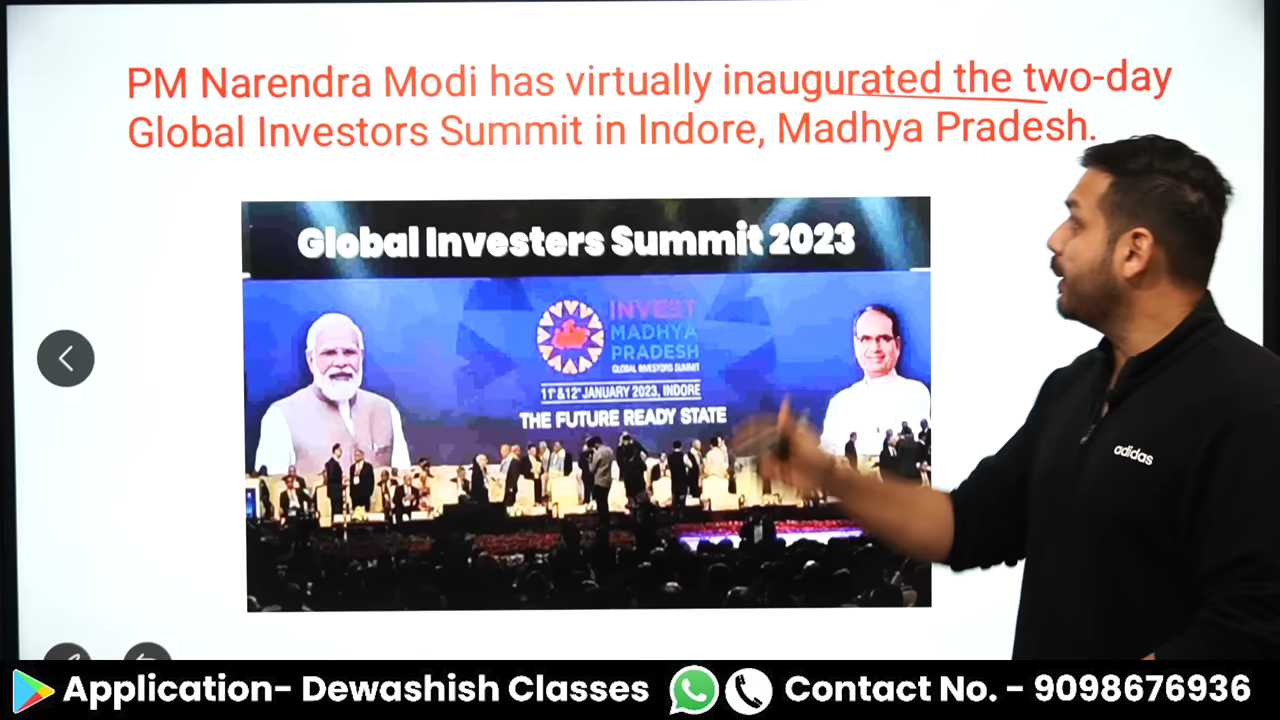 PM Narendra Modi has virtually inaugurated the two-day
Global Investors Summit in Indore, Madhya Pradesh.
Global Investers Summit 2023
INVEST
MADHYA
PRADESH
GLOBAL INVESTORS SUMMIT
11th & 12th JANUARY 2023, INDORE
THE FUTURE READY STATE
adidas
Application- Dewashish Classes
Contact No. - 9098676936